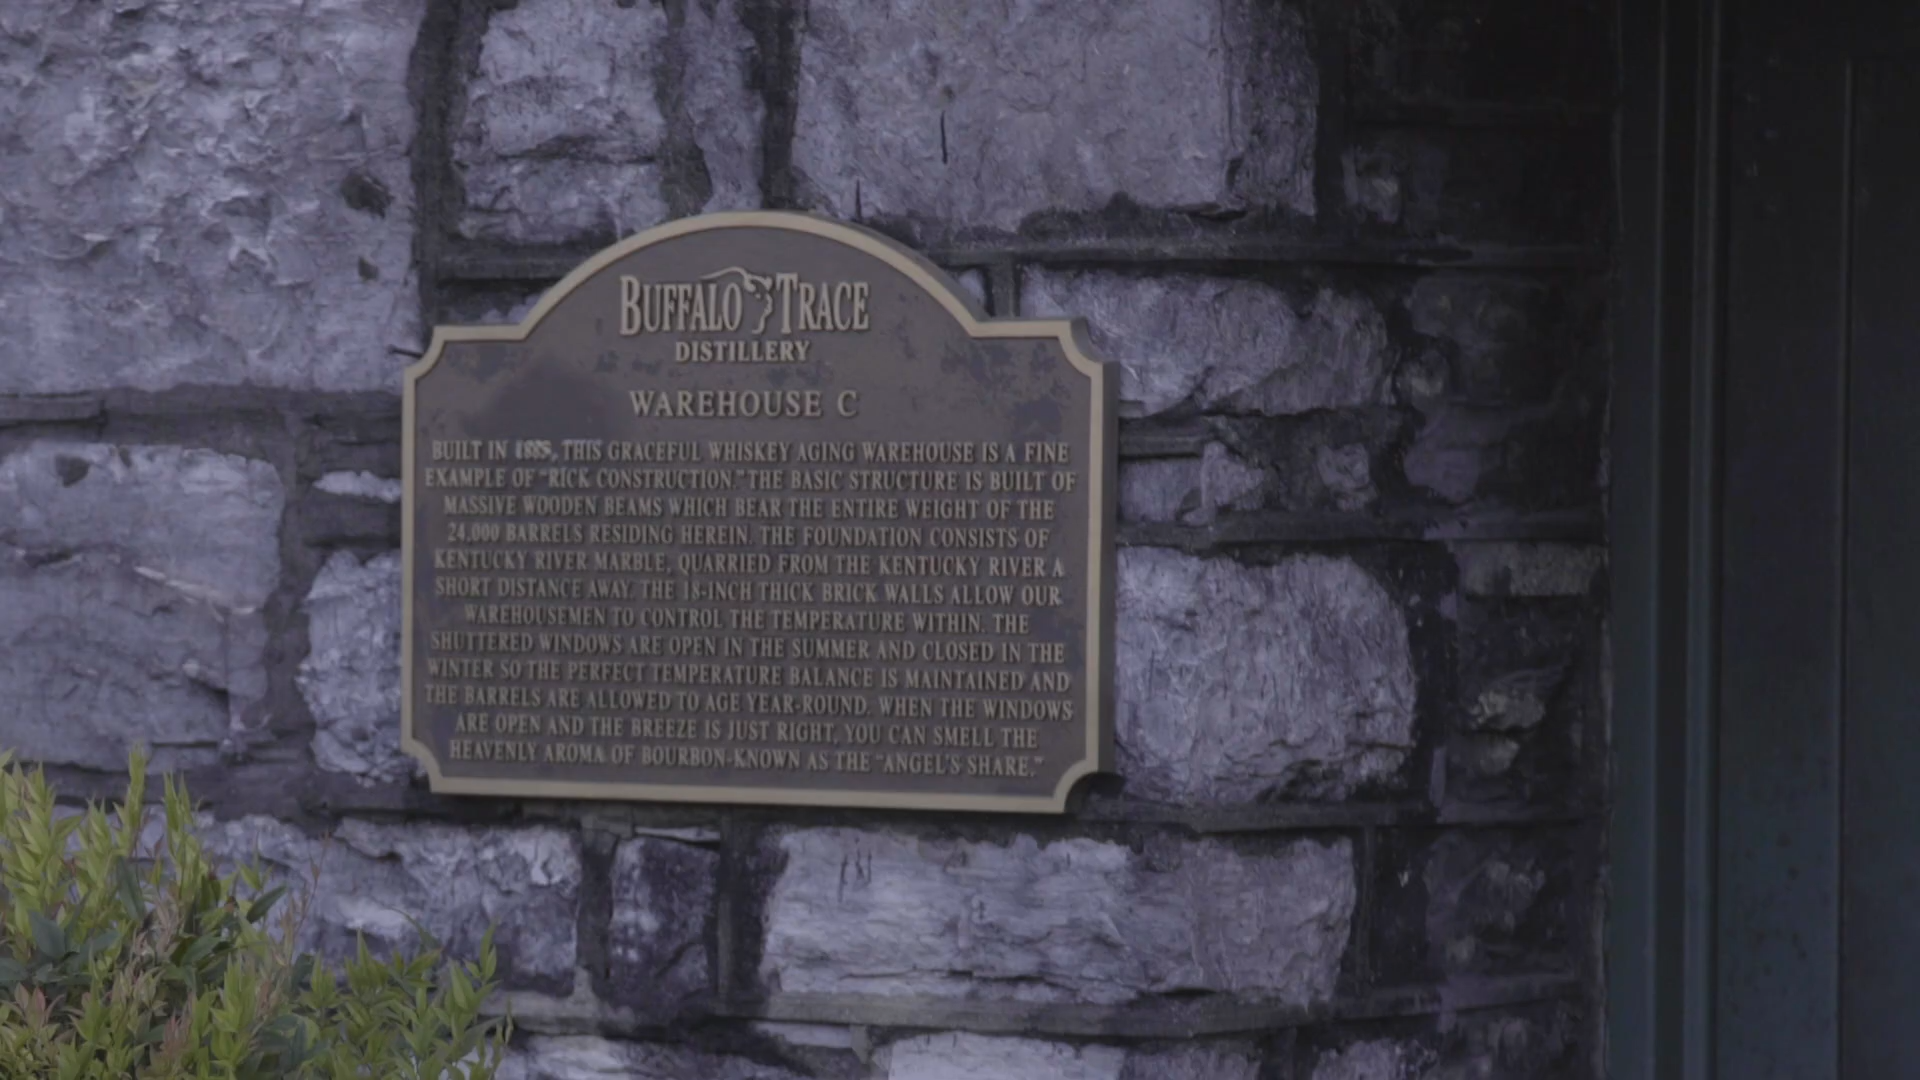 BUFFALO TRACE
DISTILLERY
WAREHOUSE C
BUILT IN THIS GRACEFUL WHISKEY AGING WAREHOUSE IS A FINE
EXAMPLE OF "RICK CONSTRUCTION." THE BASIC STRUCTURE IS BUILT OF
MASSIVE WOODEN BEAMS WHICH BEAR THE ENTIRE WEIGHT OF THE
24,000 BARRELS RESIDING HEREIN. THE FOUNDATION CONSISTS OF
KENTUCKY RIVER MARBLE, QUARRIED FROM THE KENTUCKY RIVER A
SHORT DISTANCE AWAY. THE 18-INCH THICK BRICK WALLS ALLOW OUR
WAREHOUSEMEN TO CONTROL THE TEMPERATURE WITHIN. THE
SHUTTERED WINDOWS ARE OPEN IN THE SUMMER AND CLOSED IN THE
WINTER SO THE PERFECT TEMPERATURE BALANCE IS MAINTAINED AND
THE BARRELS ARE ALLOWED TO AGE YEAR-ROUND. WHEN THE WINDOWS
ARE OPEN AND THE BREEZE IS JUST RIGHT, YOU CAN SMELL THE
HEAVENLY AROMA OF BOURBON-KNOWN AS THE "ANGEL'S SHARE."